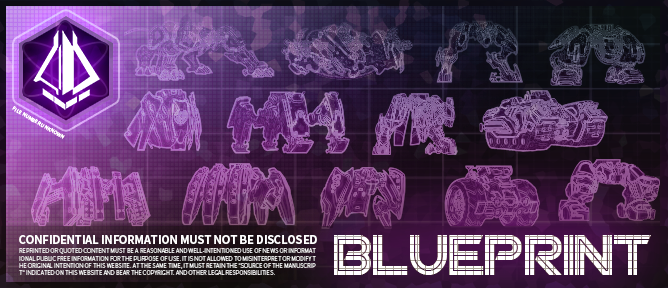 FILE NUMBER:UNKNOWN
CONFIDENTIAL INFORMATION MUST NOT BE DISCLOSED
REPRINTED OR QUOTED CONTENT MUST BE A REASONABLE AND WELL-INTENTIONED USE OF NEWS OR INFORMAT
IONAL PUBLIC FREE INFORMATION FOR THE PURPOSE OF USE. IT IS NOT ALLOWED TO MISINTERPRET OR MODIFY T
HE ORIGINAL INTENTION OF THIS WEBSITE. AT THE SAME TIME, IT MUST RETAIN THE "SOURCE OF THE MANUSCRIP
T" INDICATED ON THIS WEBSITE AND BEAR THE COPYRIGHT. AND OTHER LEGAL RESPONSIBILITIES.
BLUEPRINT